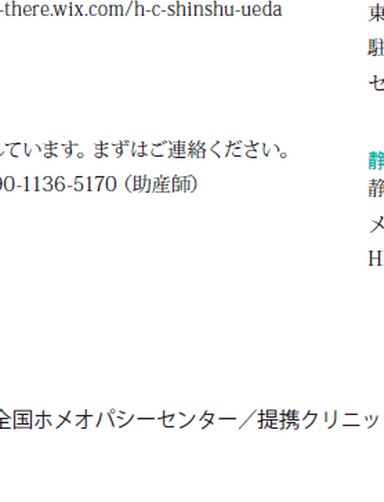 -there.wix.com/h-c-shinshu-ueda
ています。まずはご連絡ください。
90-1136-5170（助産師）
全国ホメオパシーセンター／提携クリニッ
東
駐
セ
静
静
メ
H